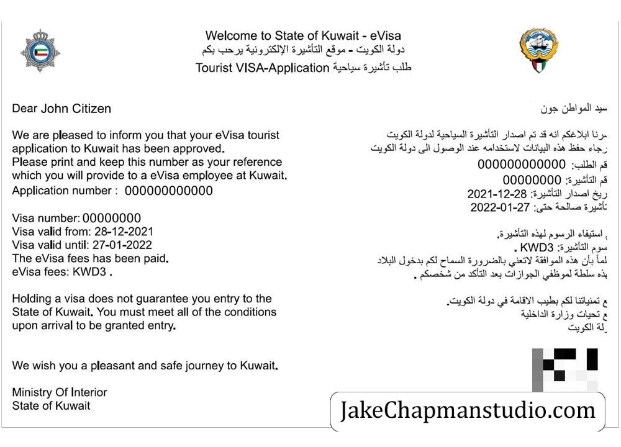 Welcome to State of Kuwait - eVisa
دولة الكويت - موقع التأشيرة الإلكترونية يرحب بكم
Tourist VISA-Application طلب تأشيرة سياحية
Dear John Citizen
We are pleased to inform you that your eVisa tourist
application to Kuwait has been approved.
Please print and keep this number as your reference
which you will provide to a eVisa employee at Kuwait.
Application number : 000000000000
Visa number:00000000
Visa valid from: 28-12-2021
Visa valid until: 27-01-2022
The eVisa fees has been paid.
eVisa fees: KWD3 .
Holding a visa does not guarantee you entry to the
State of Kuwait. You must meet all of the conditions
upon arrival to be granted entry.
We wish you a pleasant and safe journey to Kuwait.
Ministry Of Interior
State of Kuwait
سيد المواطن جون
سرنا ابلاغكم انه قد تم اصدار التأشيرة السياحية لدولة الكويت
رجاء حفظ هذه البيانات لاستخدامه عند الوصول الى دولة الكويت
قم الطلب: 000000000000
قم التأشيرة: 00000000
ريخ اصدار التأشيرة: 28-12-2021
تأشيرة صالحة حتى: 27-01-2022
استيفاء الرسوم لهذه التأشيرة.
سوم التأشيرة: KWD3 .
لما بأن هذه الموافقة لاتعني بالضرورة السماح لكم بدخول البلاد
يذه سلطة لموظفي الجوازات بعد التأكد من شخصكم .
ع تمنياتنا لكم بطيب الاقامة في دولة الكويت.
ع تحيات وزارة الداخلية
لة الكويت
JakeChapmanstudio.com